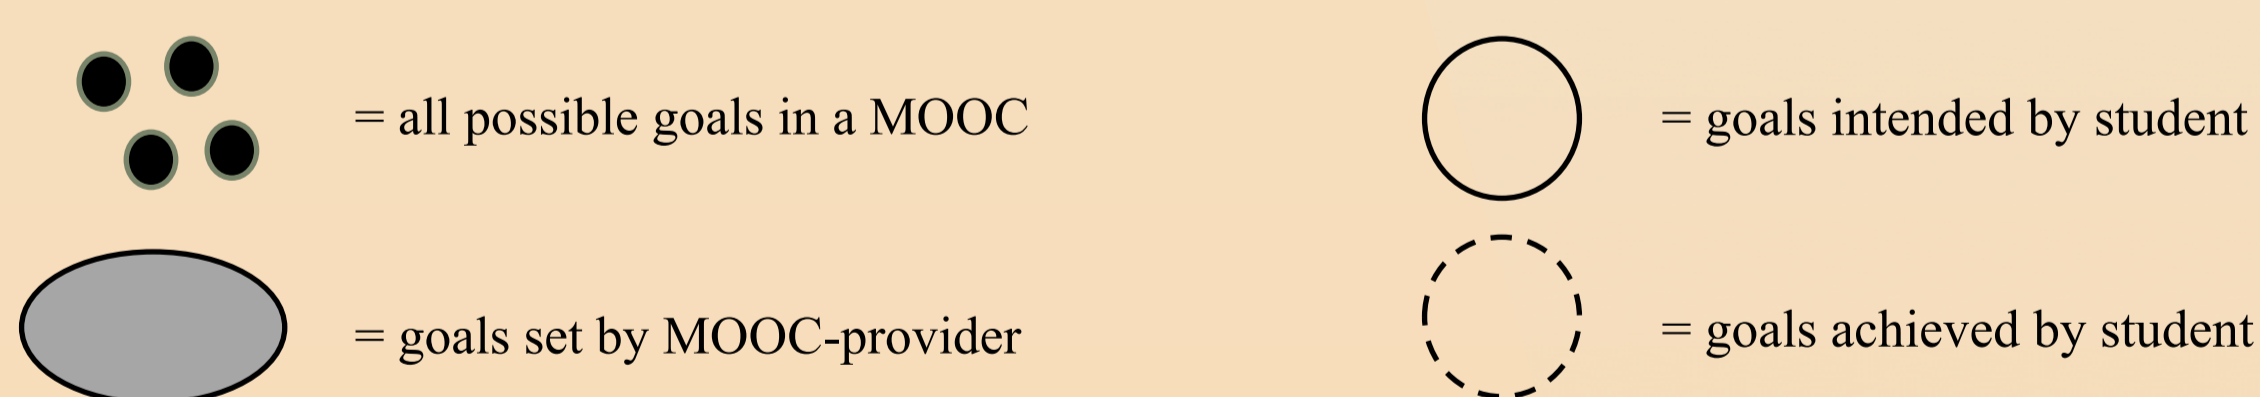 = all possible goals in a MOOC
= goals intended by student
= goals set by MOOC-provider
= goals achieved by student